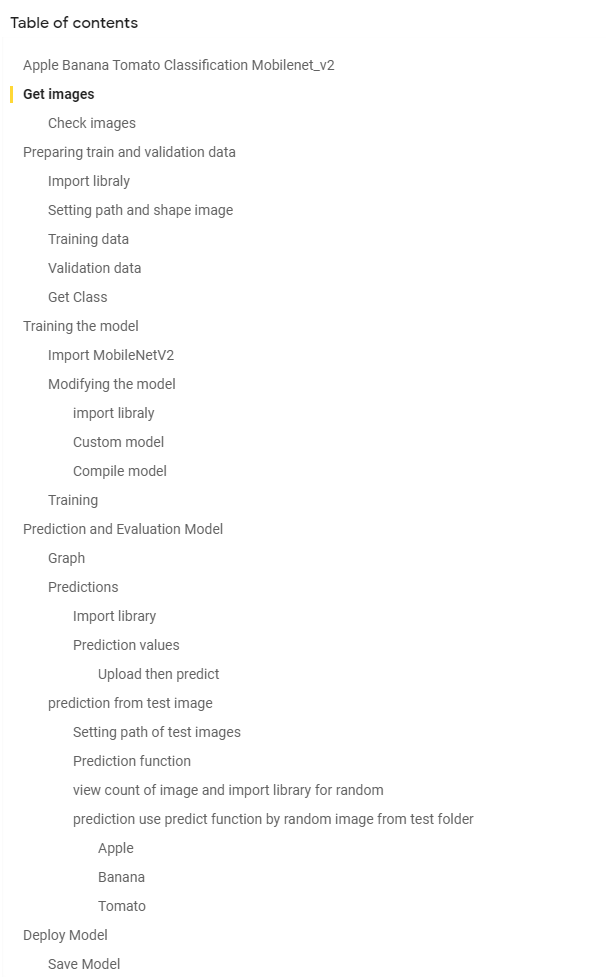 Table of contents
Apple Banana Tomato Classification Mobilenet_v2
Get images
Check images
Preparing train and validation data
Import libraly
Setting path and shape image
Training data
Validation data
Get Class
Training the model
Import MobileNetV2
Modifying the model
import libraly
Custom model
Compile model
Training
Prediction and Evaluation Model
Graph
Predictions
Import library
Prediction values
Upload then predict
prediction from test image
Setting path of test images
Prediction function
view count of image and import library for random
prediction use predict function by random image from test folder
Apple
Banana
Tomato
Deploy Model
Save Model